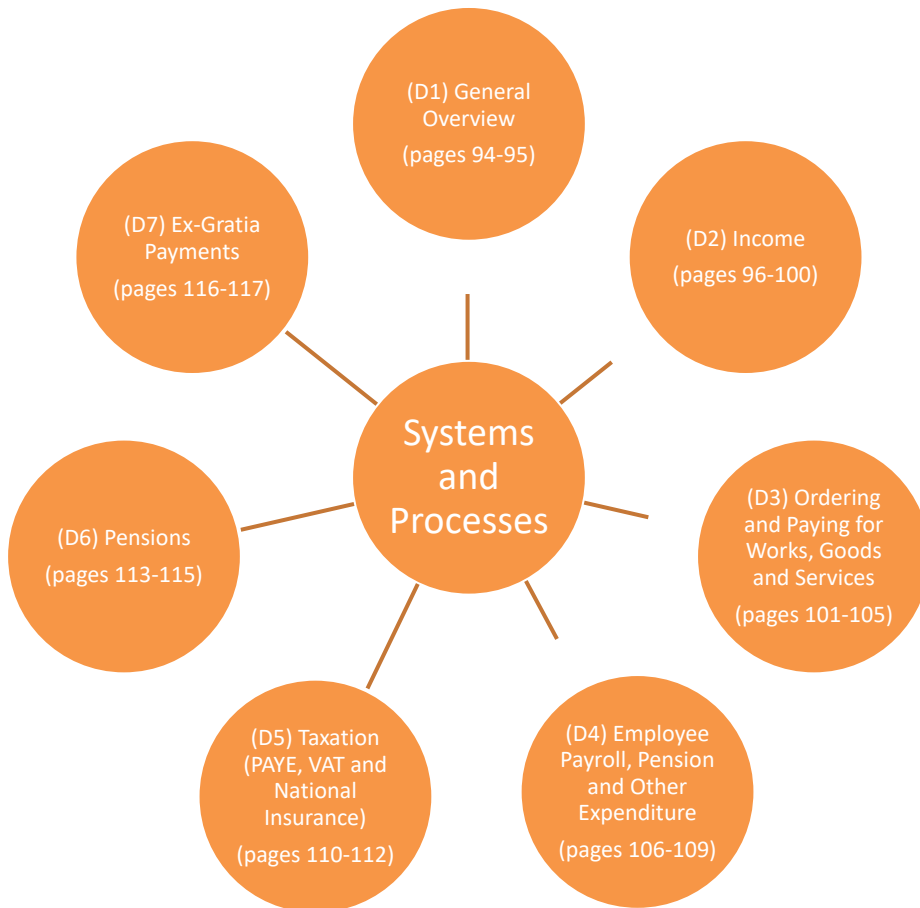 (D1) General
Overview
(pages 94-95)
(D2) Income
(pages 96-100)
(D3) Ordering
and Paying for
Works, Goods
and Services
(pages 101-105)
(D4) Employee
Payroll, Pension
and Other
Expenditure
(pages 106-109)
(D5) Taxation
(PAYE, VAT and
National
Insurance)
(pages 110-112)
(D6) Pensions
(pages 113-115)
(D7) Ex-Gratia
Payments
(pages 116-117)
Systems
and
Processes